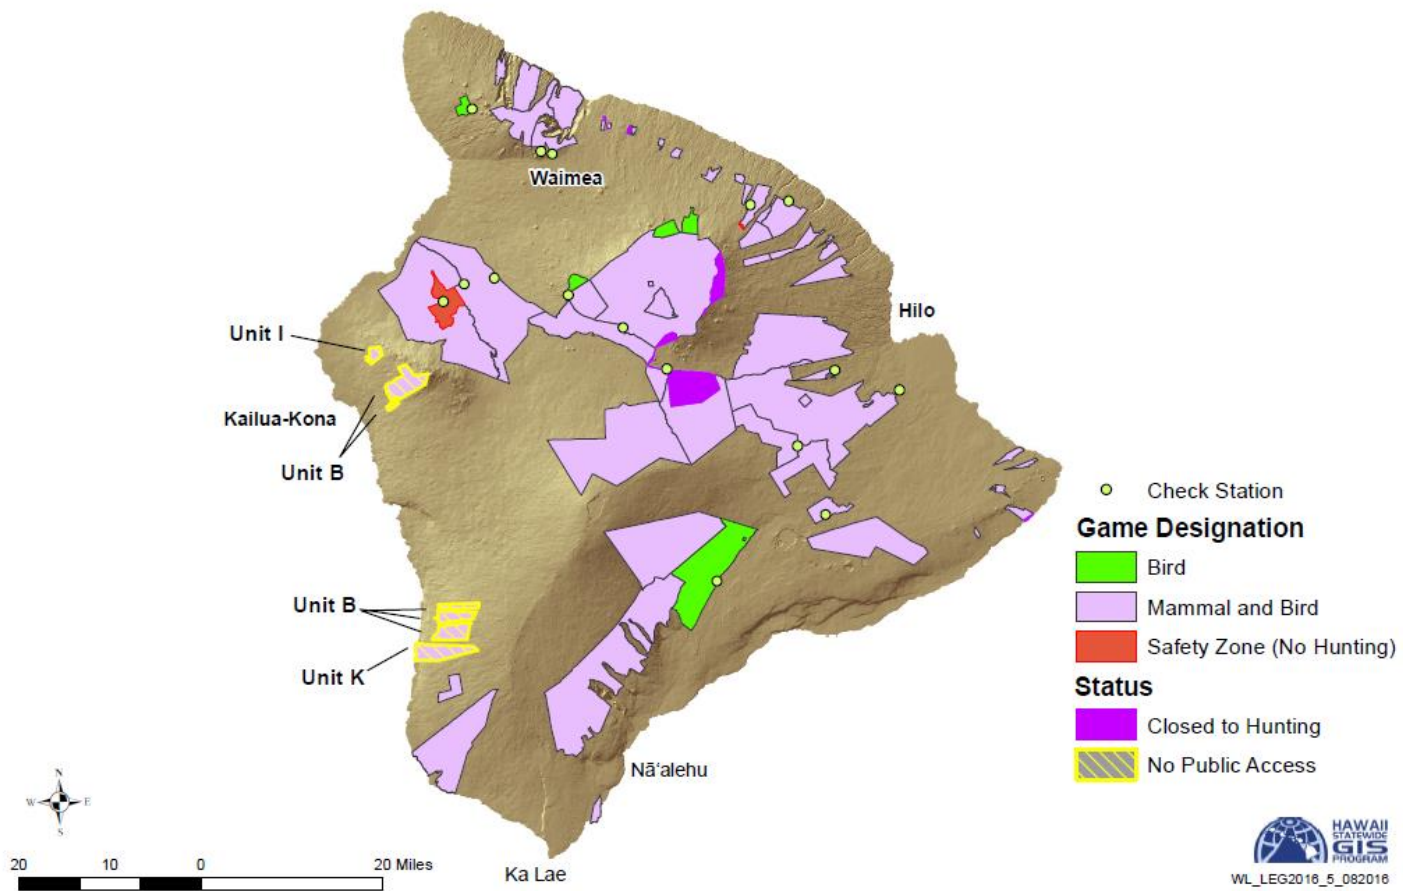 Waimea
Hilo
Unit I
Kailua-Kona
Unit B
Unit B
Unit K
Nā‘alehu
Ka Lae
Check Station
Game Designation
Bird
Mammal and Bird
Safety Zone (No Hunting)
Status
Closed to Hunting
No Public Access
N
W E
S
20 10 0 20 Miles
HAWAII
STATEWIDE
GIS
PROGRAM
WL_LEG2016_5_082016